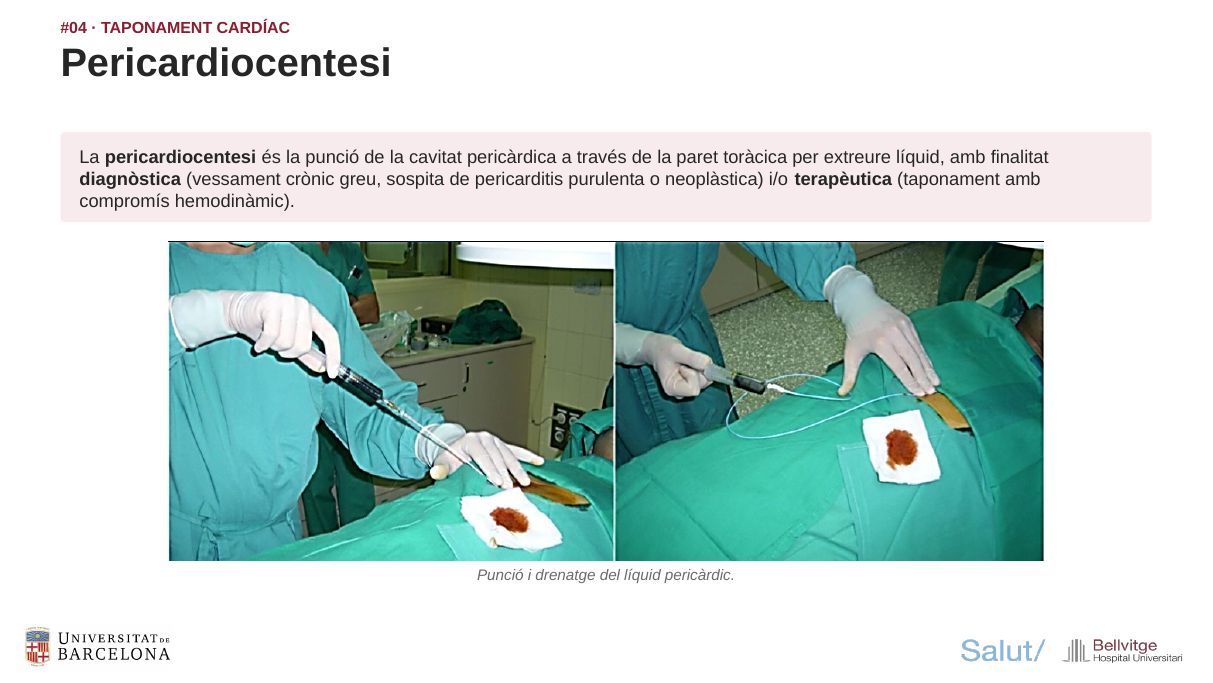 #04 · TAPONAMENT CARDÍAC
Pericardiocentesi
La pericardiocentesi és la punció de la cavitat pericàrdica a través de la paret toràcica per extreure líquid, amb finalitat
diagnòstica (vessament crònic greu, sospita de pericarditis purulenta o neoplàstica) i/o terapèutica (taponament amb
compromís hemodinàmic).
Punció i drenatge del líquid pericàrdic.
UNIVERSITAT DE
BARCELONA
Salut/
Bellvitge
Hospital Universitari